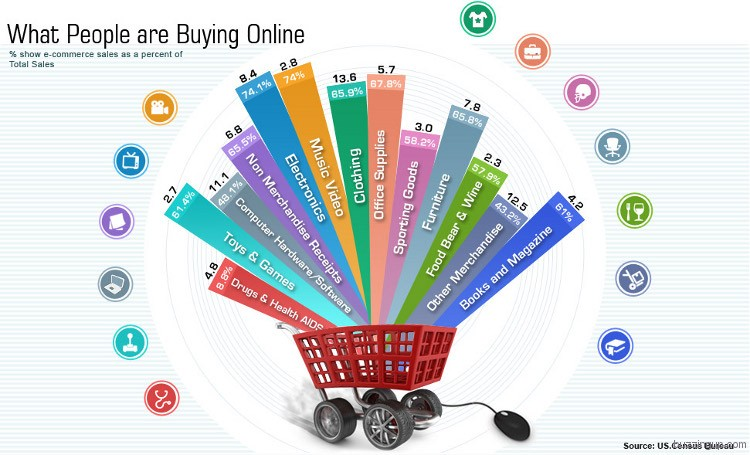 What People are Buying Online
% show e-commerce sales as a percent of
Total Sales
4.8
8.8%
Drugs & Health AIDS
2.7
61.4%
Toys & Games
11.1
48.1%
Computer Hardware/Software
6.8
65.5%
Non Merchandise Receipts
8.4
74.1%
Electronics
2.8
74%
Music Video
13.6
65.9%
Clothing
5.7
67.8%
Office Supplies
3.0
58.2%
Sporting Goods
7.8
65.8%
Furniture
2.3
57.9%
Food Bear & Wine
12.5
43.2%
Other Merchandise
4.2
61%
Books and Magazine
Source: US.Census Bureau